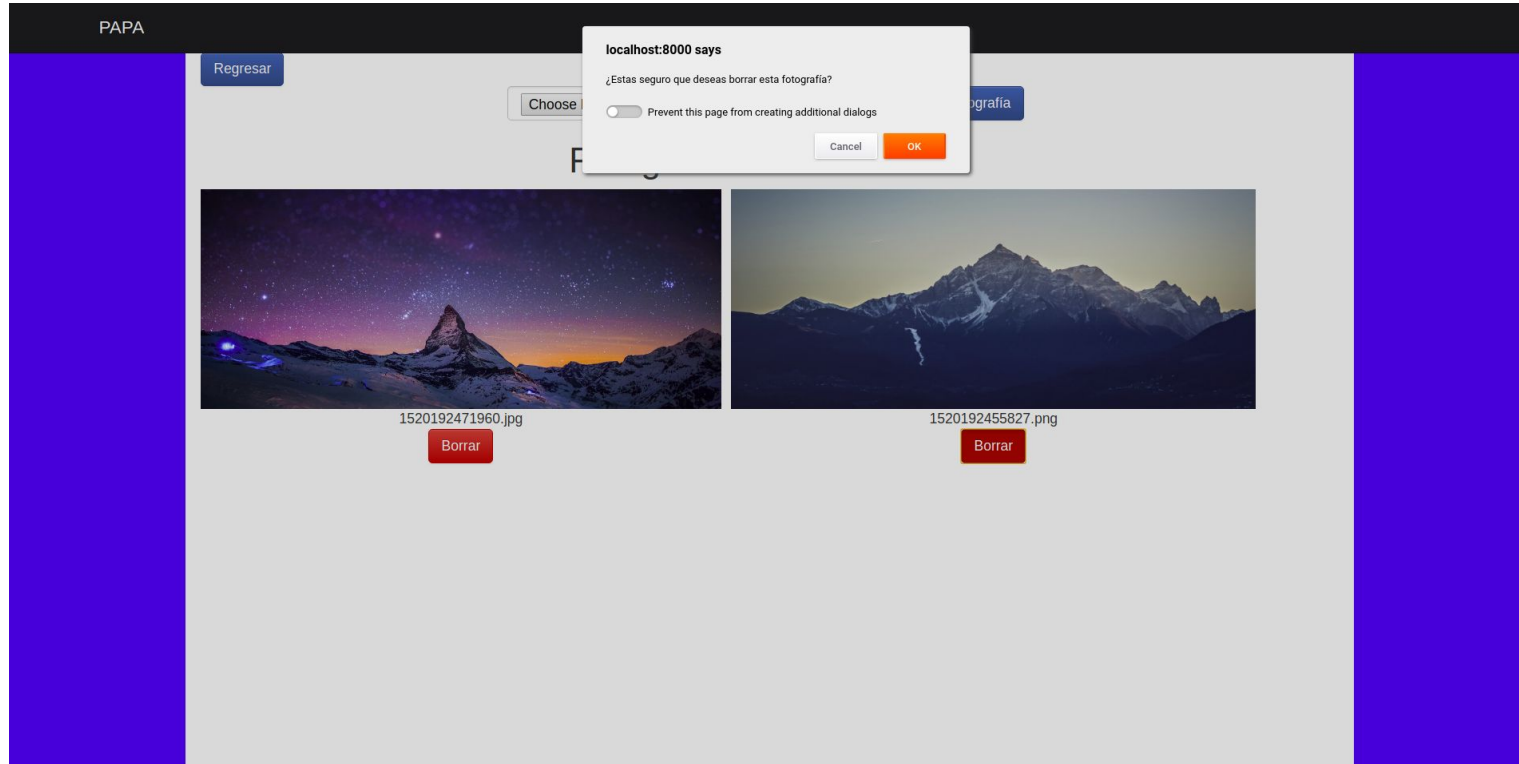 PAPA
localhost:8000 says
¿Estas seguro que deseas borrar esta fotografía?
Prevent this page from creating additional dialogs
Cancel
OK
Regresar
Choose
1520192471960.jpg
1520192455827.png
Borrar
Borrar